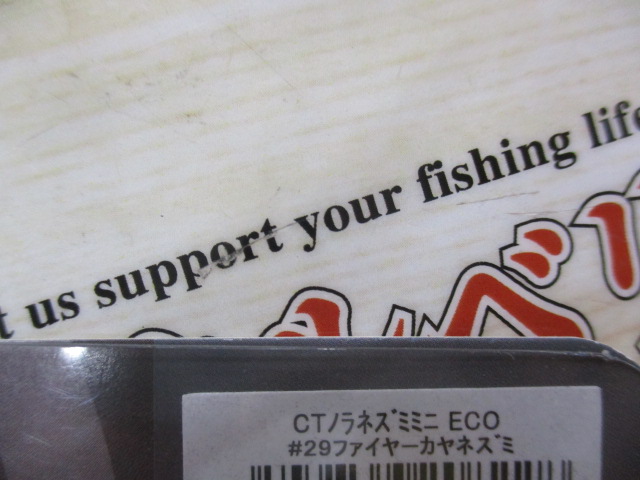 t us support your fishing life
CTノラネズミミニ ECO
#29ファイヤーカヤネズミ